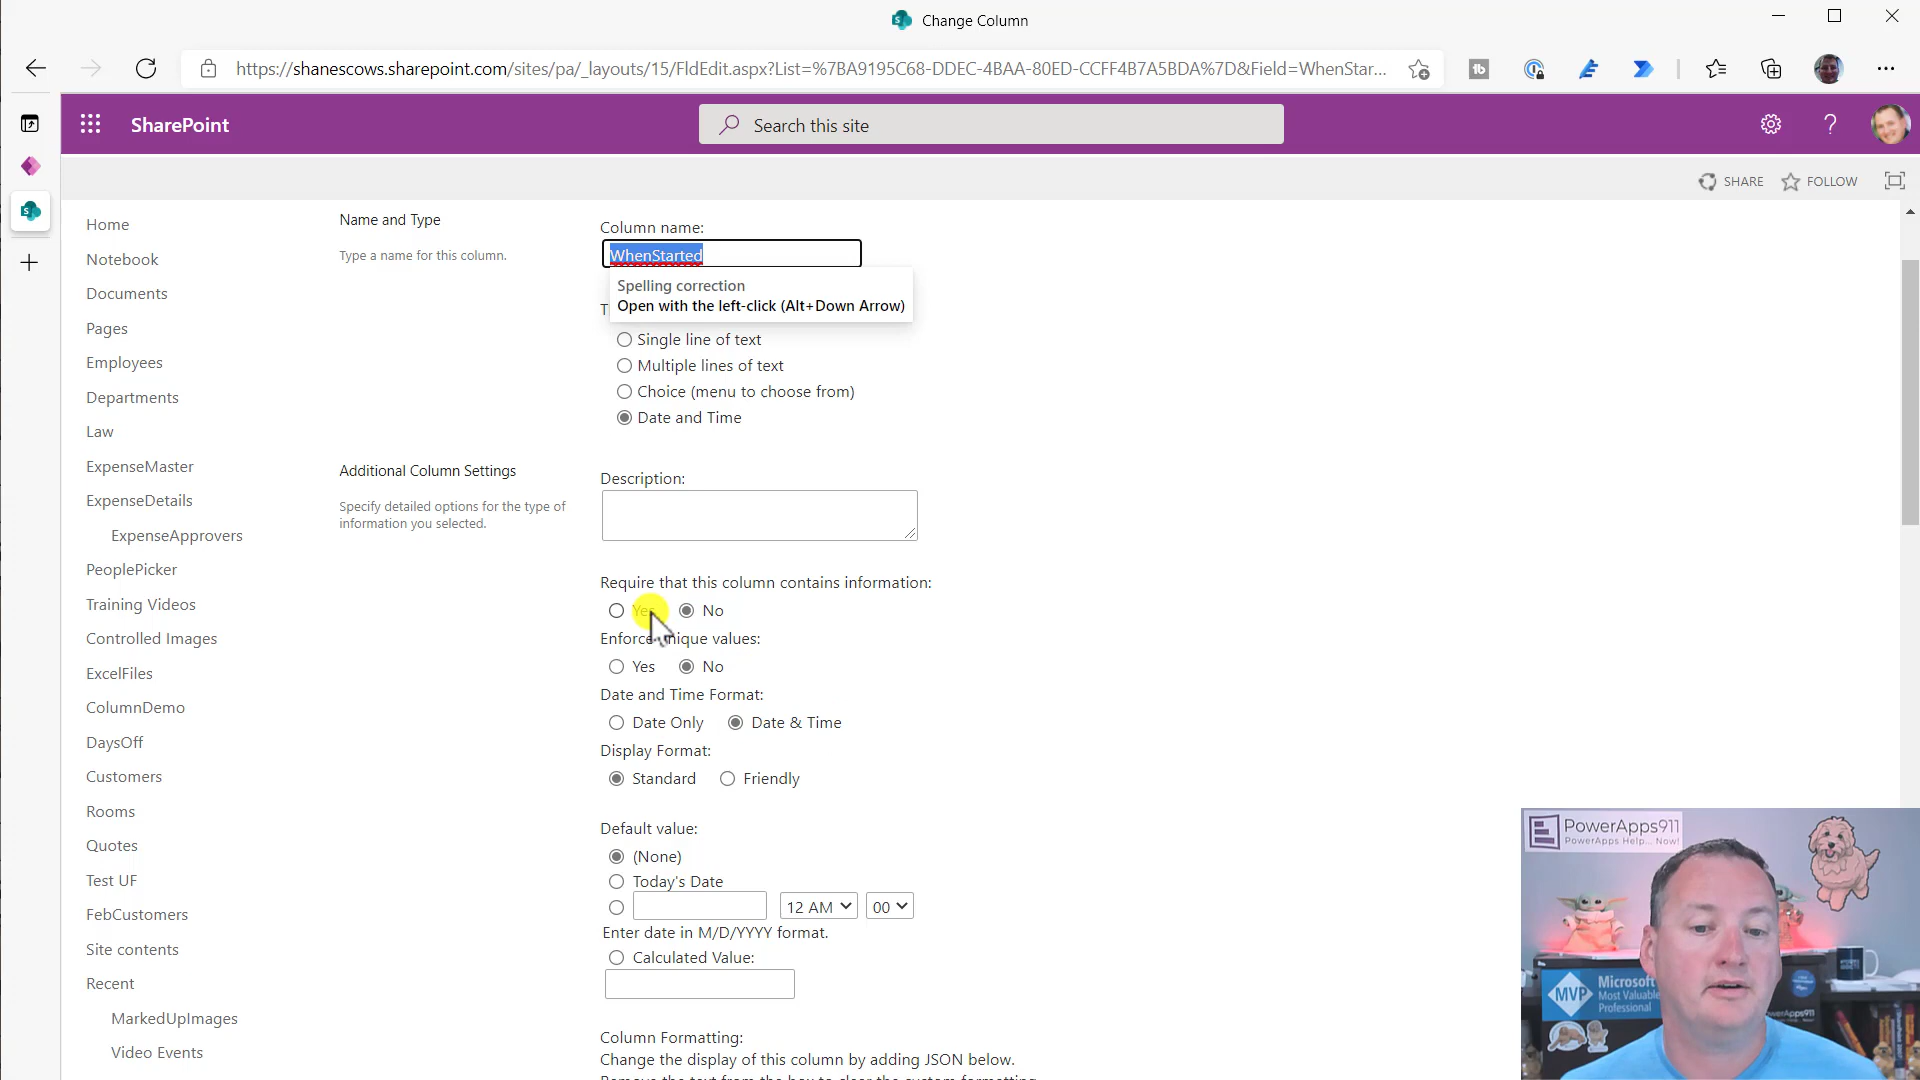 Change Column
https://shanescows.sharepoint.com/sites/pa/_layouts/15/FldEdit.aspx?List=%7BA9195C68-DDEC-4BAA-80ED-CCFF4B7A5BDA%7D&Field=WhenStar...
SharePoint
Search this site
SHARE
FOLLOW
Home
Notebook
Documents
Pages
Employees
Departments
Law
ExpenseMaster
ExpenseDetails
ExpenseApprovers
PeoplePicker
Training Videos
Controlled Images
ExcelFiles
ColumnDemo
DaysOff
Customers
Rooms
Quotes
Test UF
FebCustomers
Site contents
Recent
MarkedUpImages
Video Events
Name and Type
Type a name for this column.
Column name:
WhenStarted
Spelling correction
Open with the left-click (Alt+Down Arrow)
Single line of text
Multiple lines of text
Choice (menu to choose from)
Date and Time
Additional Column Settings
Specify detailed options for the type of
information you selected.
Description:
Require that this column contains information:
Yes No
Enforce unique values:
Yes No
Date and Time Format:
Date Only Date & Time
Display Format:
Standard Friendly
Default value:
(None)
Today's Date
12 AM 00
Enter date in M/D/YYYY format.
Calculated Value:
Column Formatting:
Change the display of this column by adding JSON below.
PowerApps911
PowerApps Help... Now!
Microsoft
MVP
Most Valuable
Professional